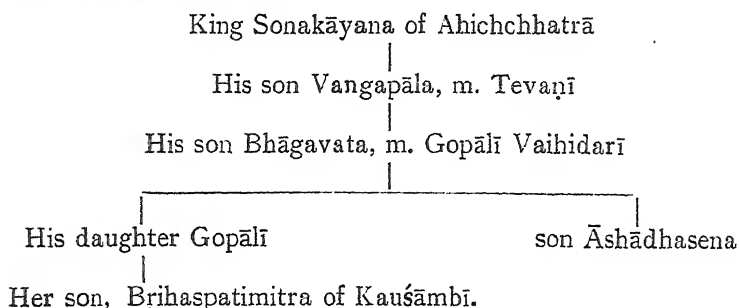 King Sonakāyana of Ahichchhatrā
His son Vangapāla, m. Tevaṇī
His son Bhāgavata, m. Gopālī Vaihidarī
His daughter Gopālī son Āshādhasena
Her son, Brihaspatimitra of Kauśāmbī.